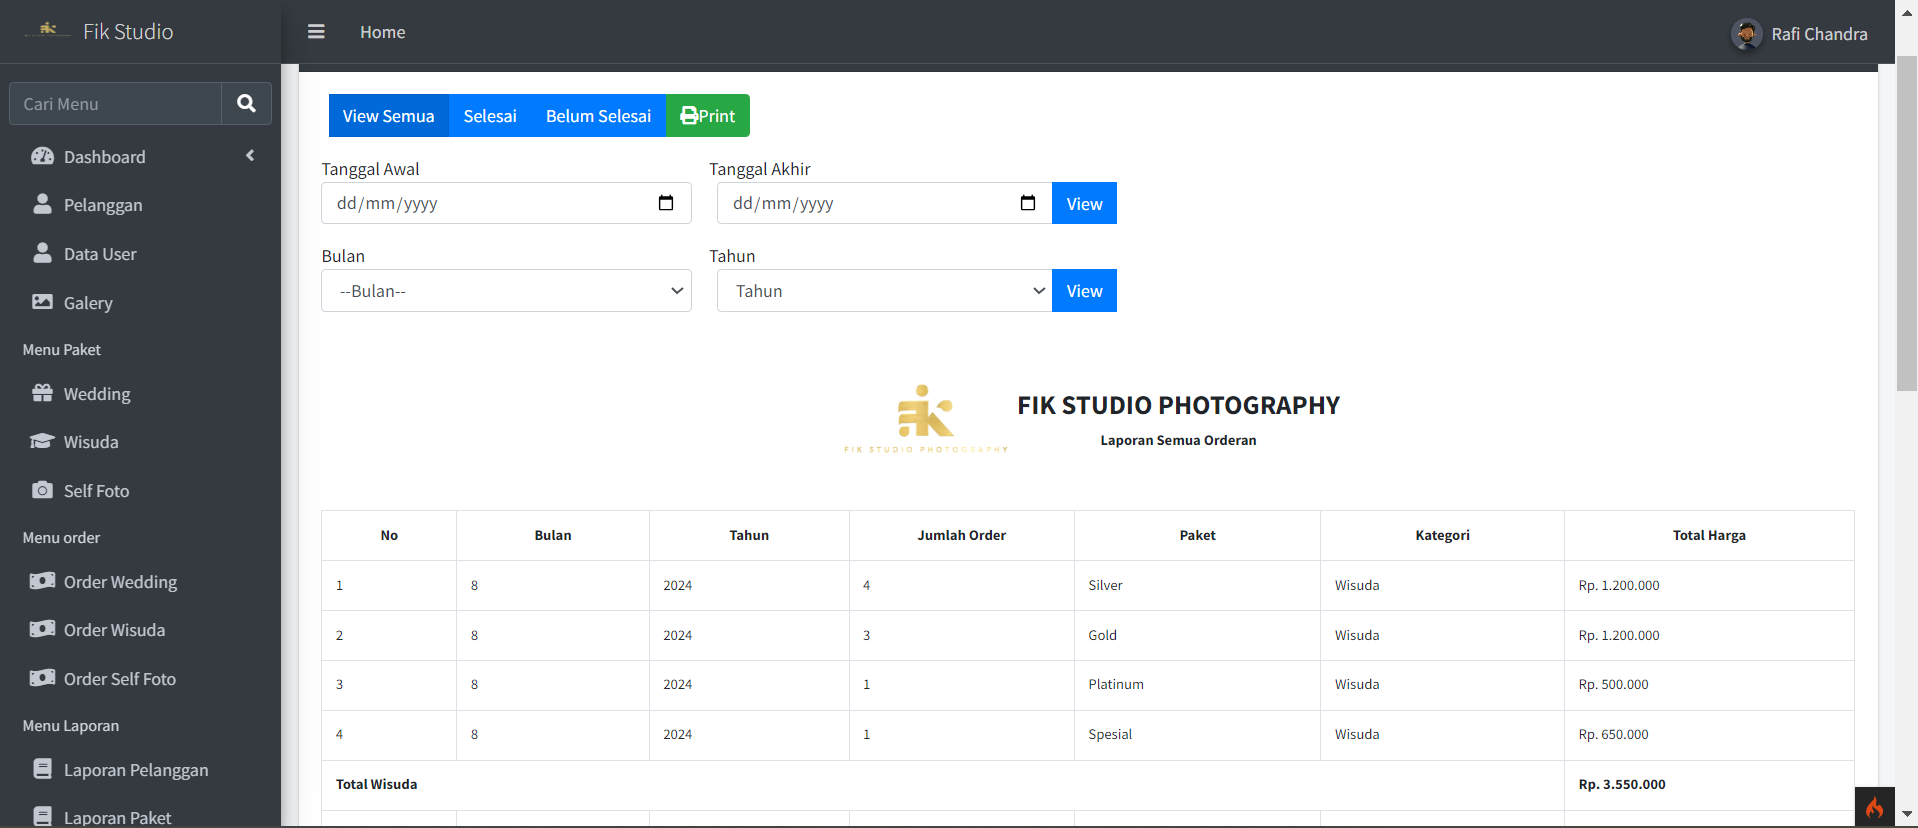 Fik Studio
Home
Rafi Chandra
Cari Menu
Dashboard
Pelanggan
Data User
Galery
Menu Paket
Wedding
Wisuda
Self Foto
Menu order
Order Wedding
Order Wisuda
Order Self Foto
Menu Laporan
Laporan Pelanggan
Laporan Paket
View Semua Selesai Belum Selesai Print
Tanggal Awal Tanggal Akhir
dd/mm/yyyy dd/mm/yyyy View
Bulan Tahun
--Bulan-- Tahun View
FIK STUDIO PHOTOGRAPHY
FIK STUDIO PHOTOGRAPHY
Laporan Semua Orderan
No Bulan Tahun Jumlah Order Paket Kategori Total Harga
1 8 2024 4 Silver Wisuda Rp. 1.200.000
2 8 2024 3 Gold Wisuda Rp. 1.200.000
3 8 2024 1 Platinum Wisuda Rp. 500.000
4 8 2024 1 Spesial Wisuda Rp. 650.000
Total Wisuda Rp. 3.550.000